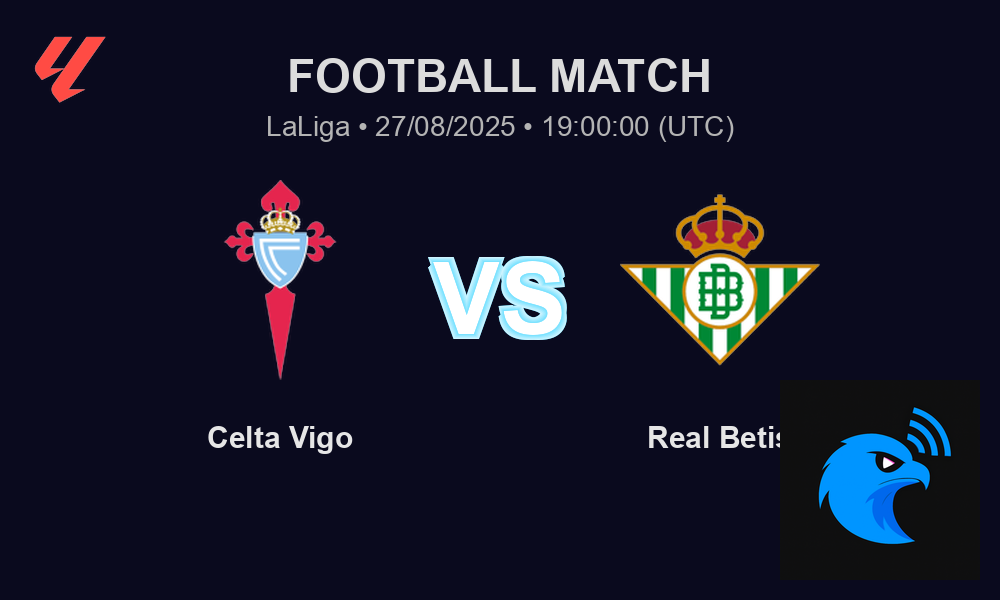 FOOTBALL MATCH
LaLiga • 27/08/2025 • 19:00:00 (UTC)
VS
Celta Vigo
Real Betis